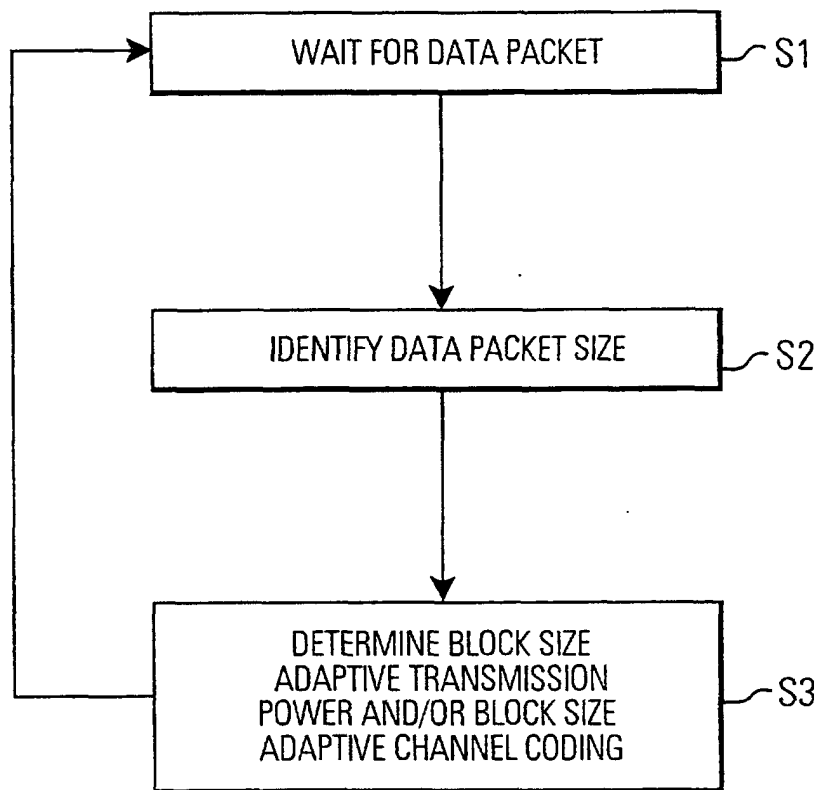 WAIT FOR DATA PACKET
S1
IDENTIFY DATA PACKET SIZE
S2
DETERMINE BLOCK SIZE
ADAPTIVE TRANSMISSION
POWER AND/OR BLOCK SIZE
ADAPTIVE CHANNEL CODING
S3